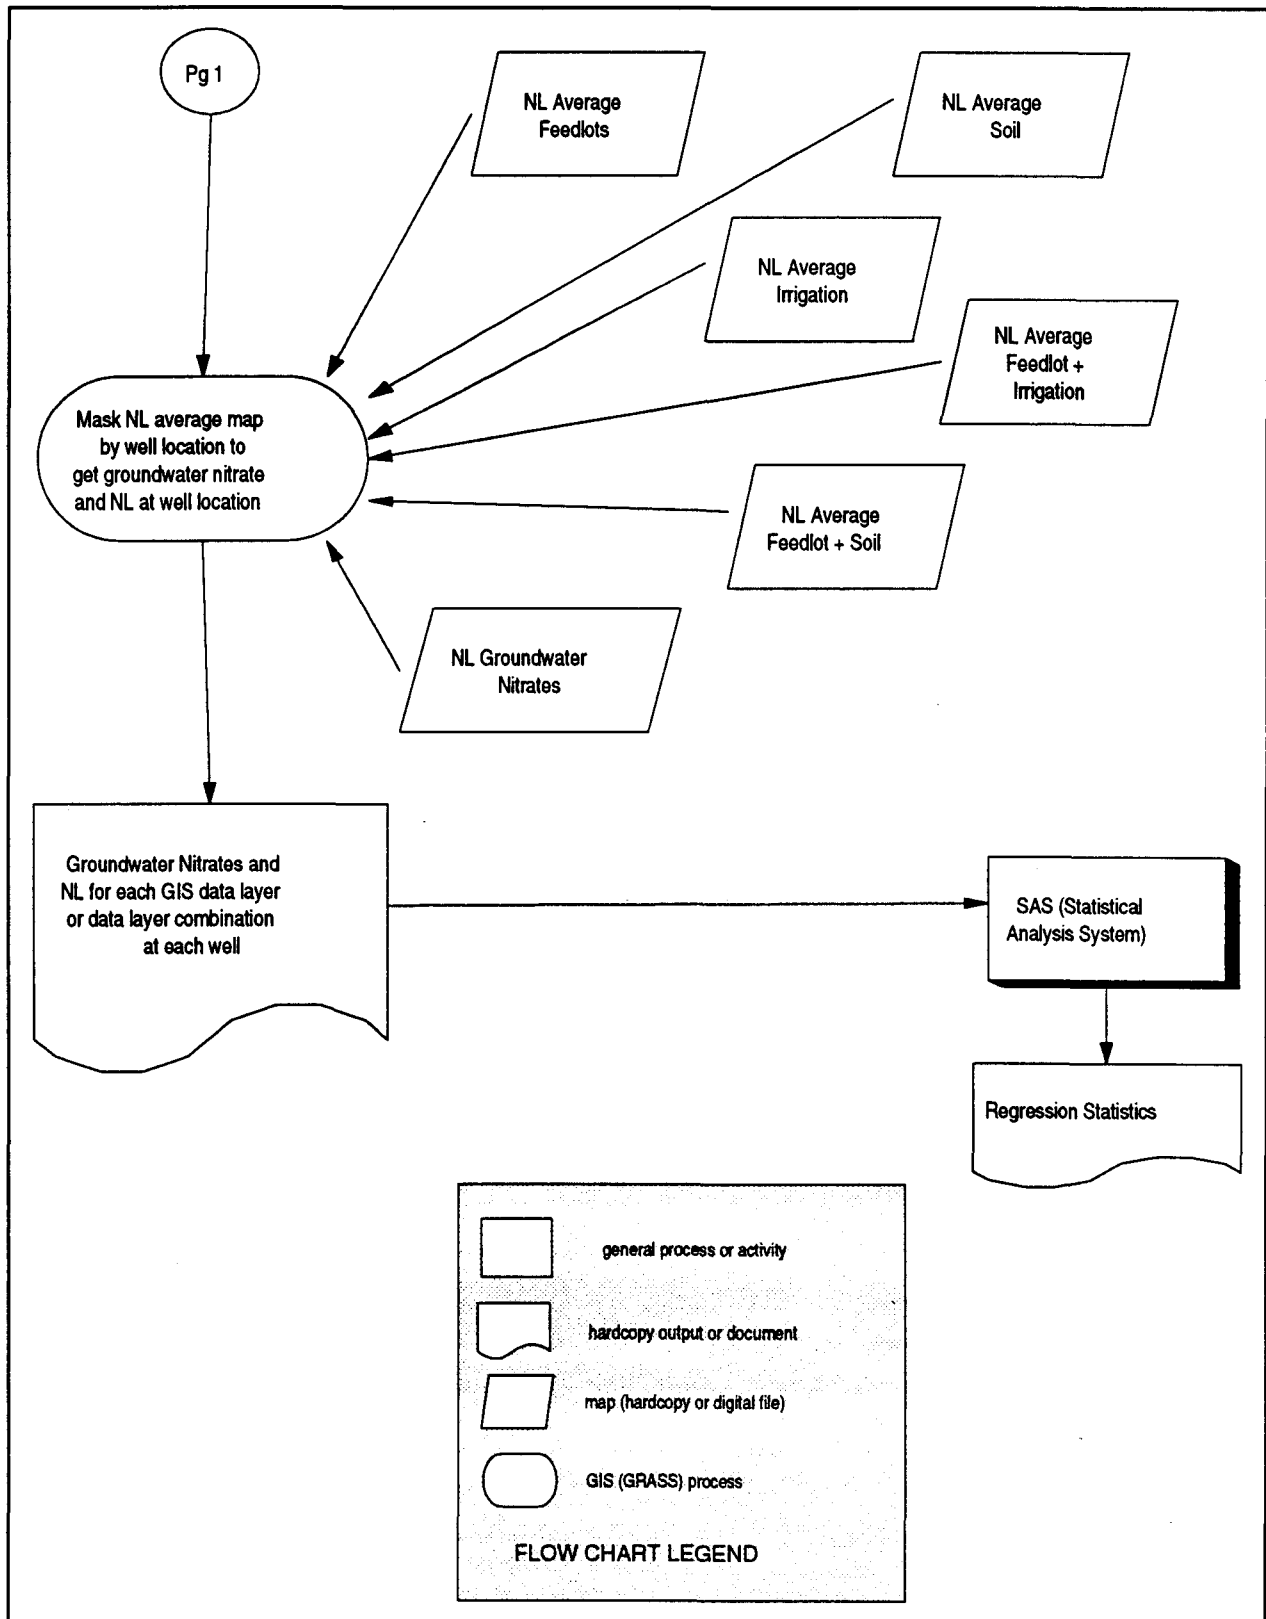 Pg 1
NL Average
Feedlots
NL Average
Soil
NL Average
Irrigation
NL Average
Feedlot +
Irrigation
Mask NL average map
by well location to
get groundwater nitrate
and NL at well location
NL Average
Feedlot + Soil
NL Groundwater
Nitrates
Groundwater Nitrates and
NL for each GIS data layer
or data layer combination
at each well
SAS (Statistical
Analysis System)
Regression Statistics
general process or activity
hardcopy output or document
map (hardcopy or digital file)
GIS (GRASS) process
FLOW CHART LEGEND